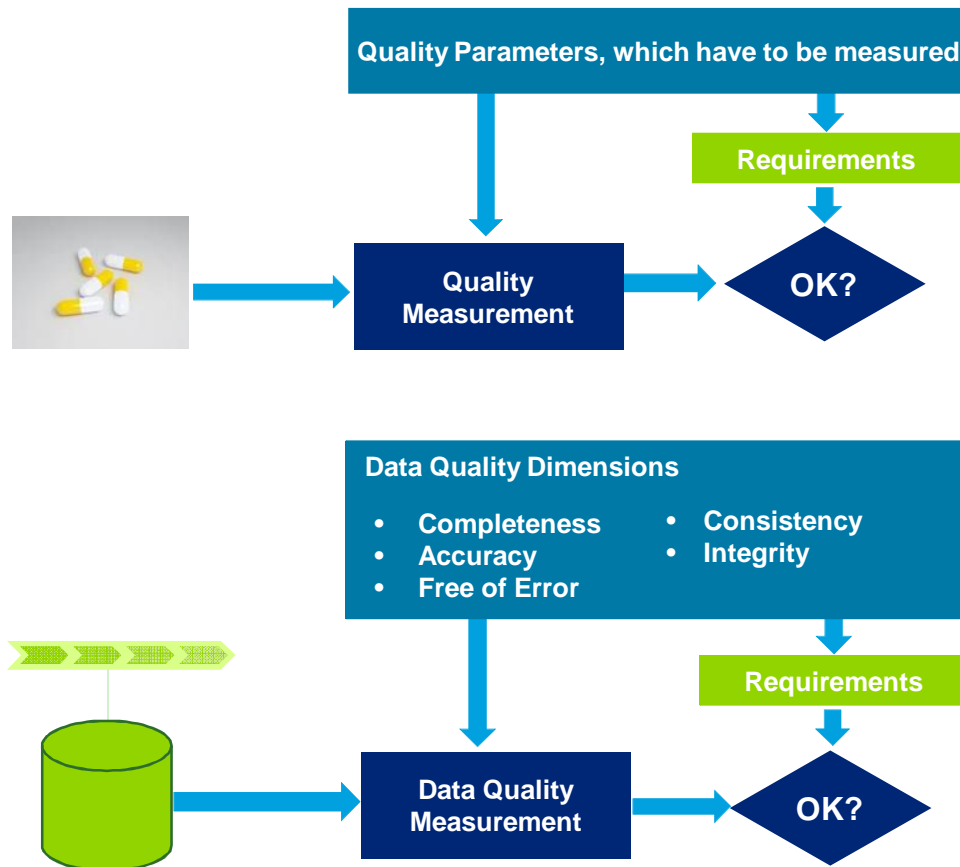 Quality Parameters, which have to be measured
Requirements
Quality
Measurement
OK?
Data Quality Dimensions
• Completeness
• Accuracy
• Free of Error
• Consistency
• Integrity
Requirements
Data Quality
Measurement
OK?